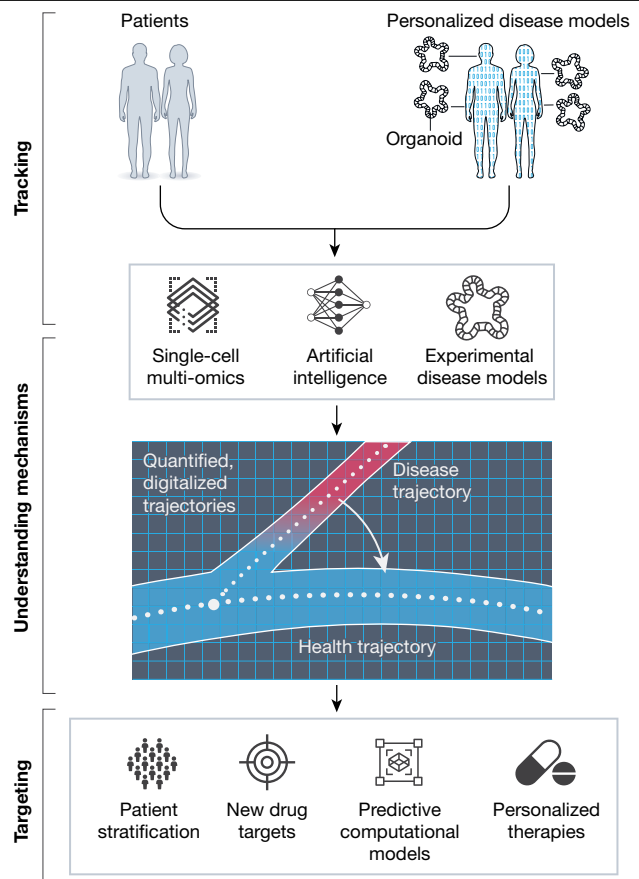 Patients
Personalized disease models
Organoid
Tracking
Single-cell
multi-omics
Artificial
intelligence
Experimental
disease models
Understanding mechanisms
Quantified,
digitalized
trajectories
Disease
trajectory
Health trajectory
Targeting
Patient
stratification
New drug
targets
Predictive
computational
models
Personalized
therapies